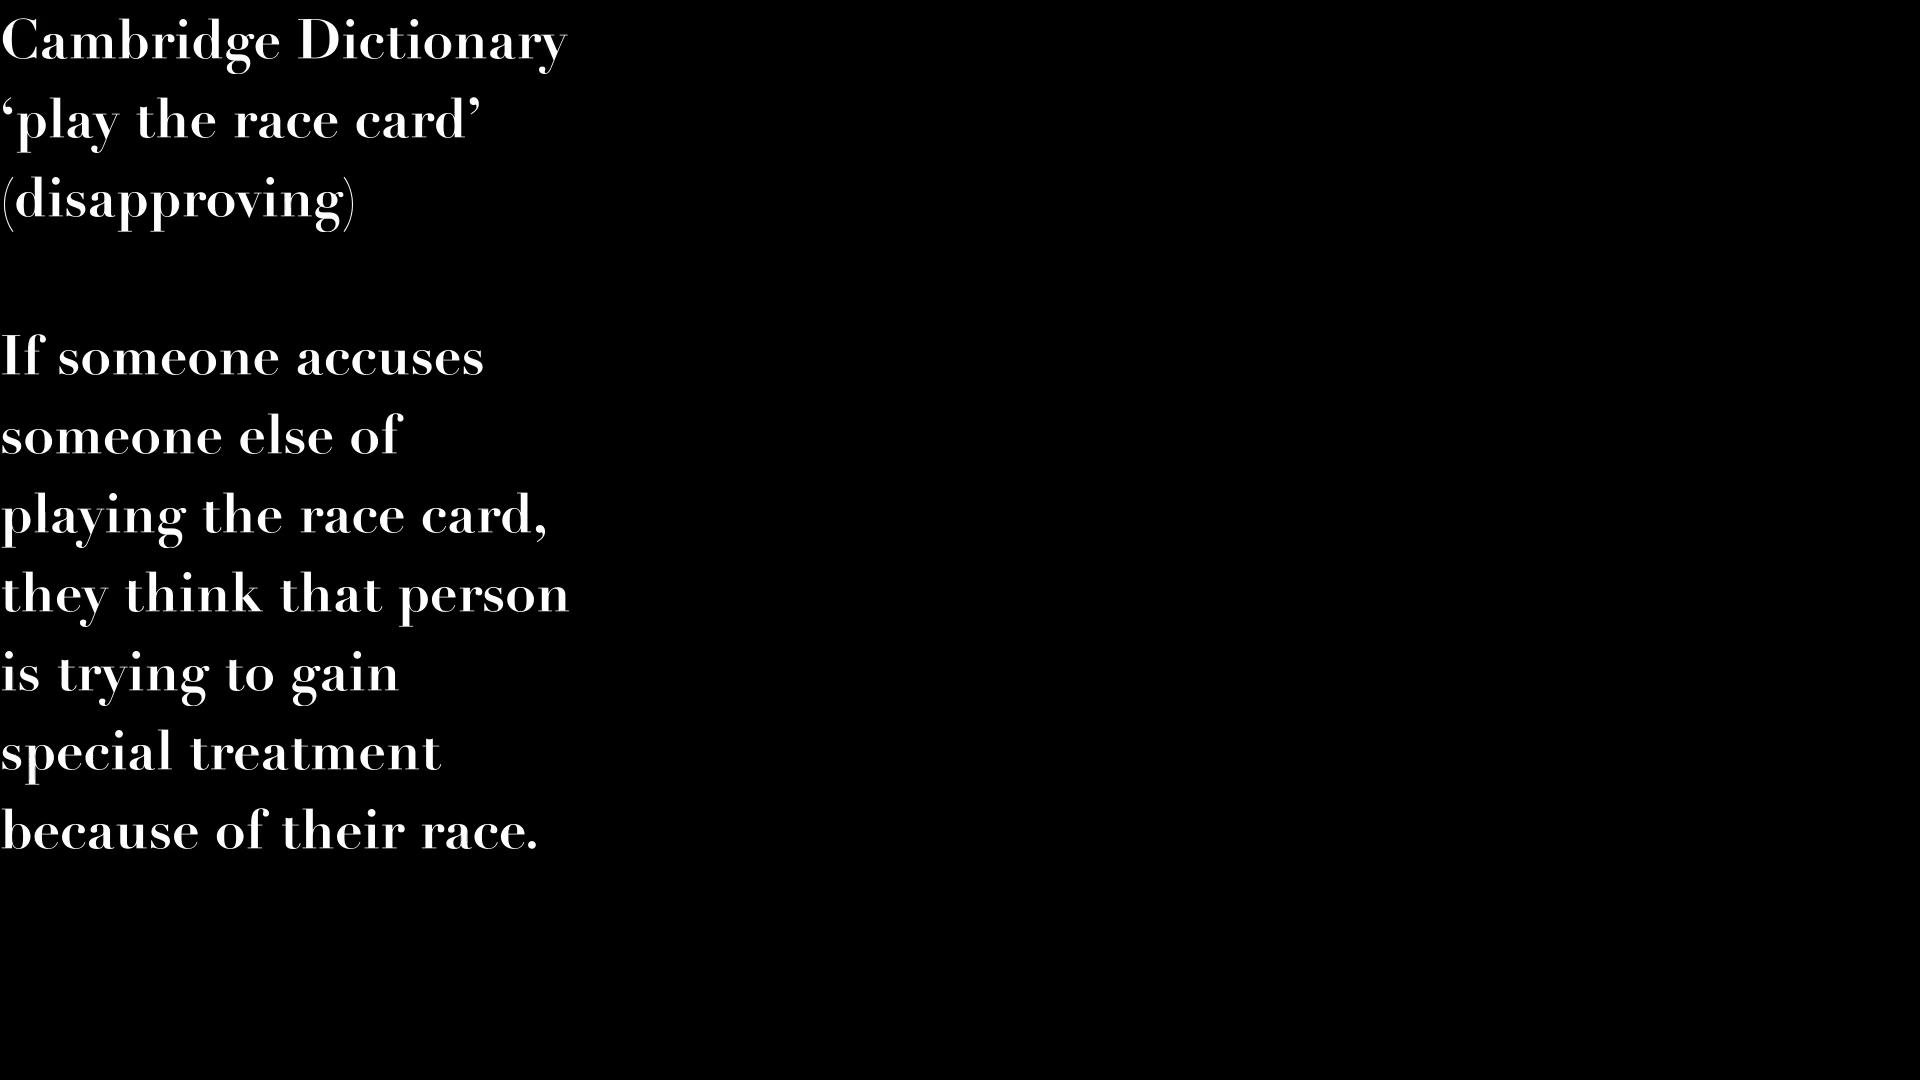 Cambridge Dictionary
‘play the race card’
(disapproving)
If someone accuses
someone else of
playing the race card,
they think that person
is trying to gain
special treatment
because of their race.